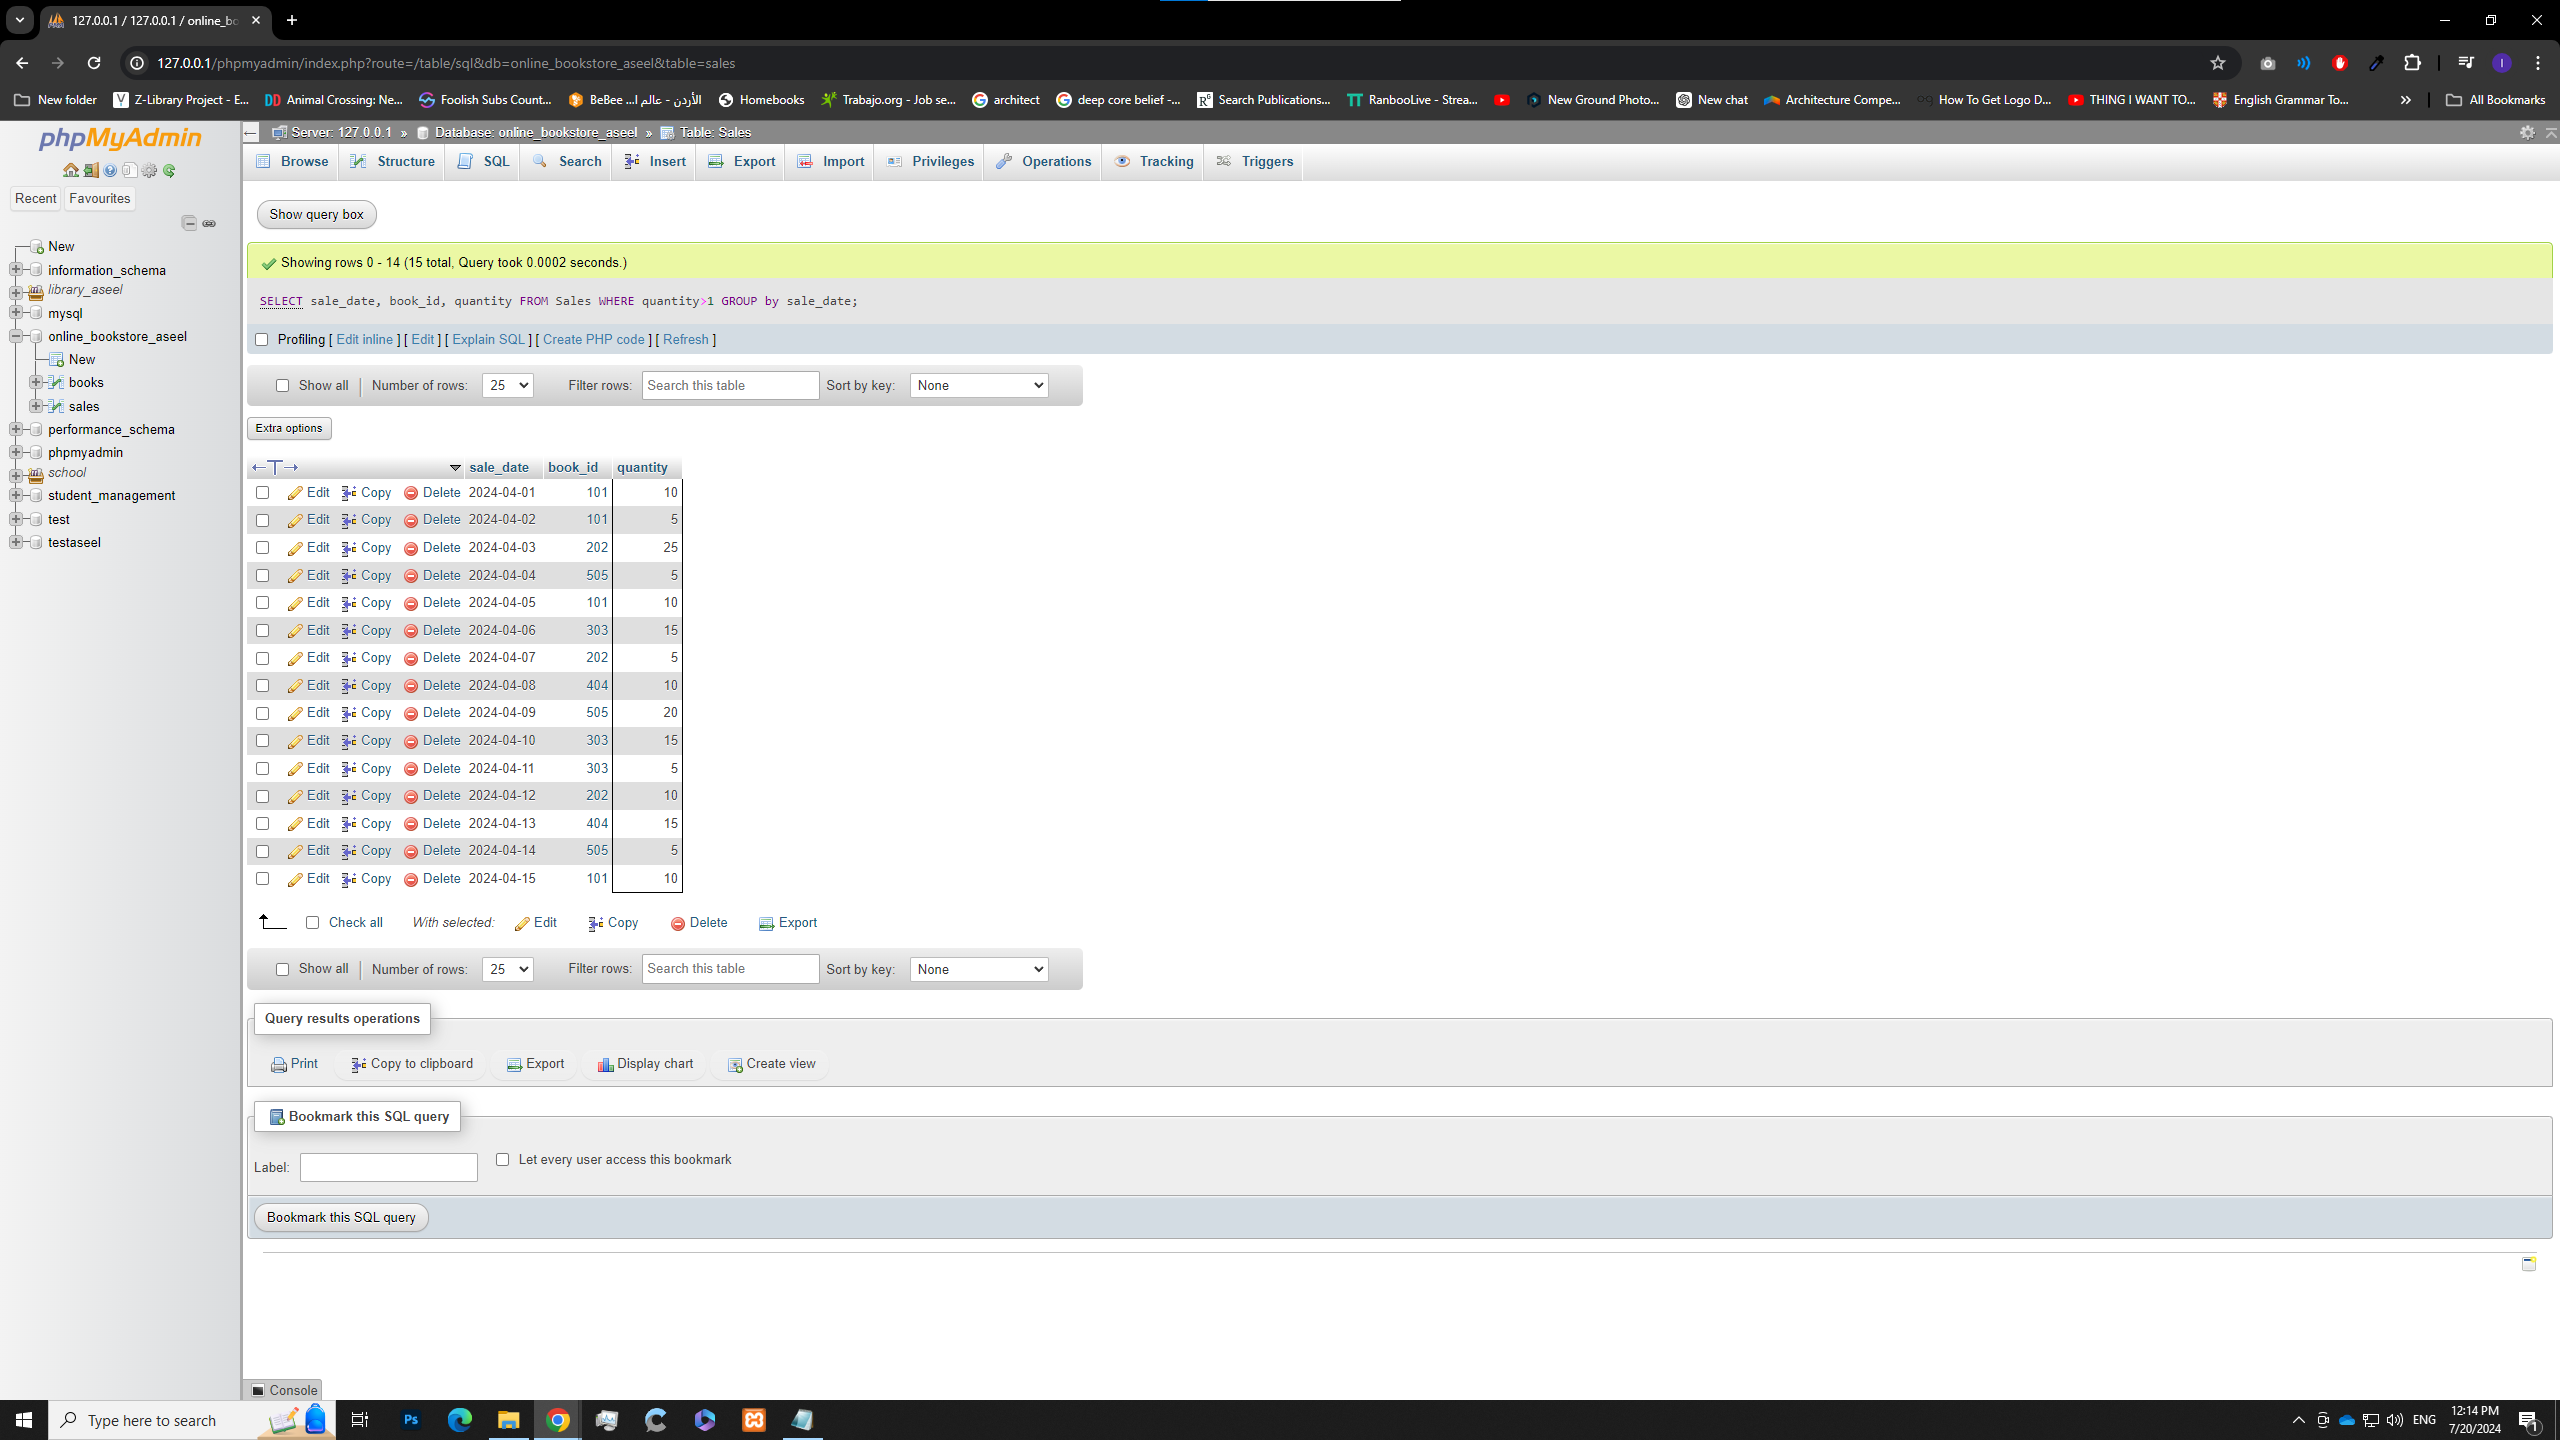 127.0.0.1 / 127.0.0.1 / online_bo
127.0.0.1/phpmyadmin/index.php?route=/table/sql&db=online_bookstore_aseel&table=sales
New folder Z-Library Project - E... Animal Crossing: Ne... Foolish Subs Count... BeBee الأردن - عالم ا... Homebooks Trabajo.org - Job se... architect deep core belief -... Search Publications... RanbooLive - Strea... New Ground Photo... New chat Architecture Compe... How To Get Logo D... THING I WANT TO... English Grammar To... » All Bookmarks
phpMyAdmin
Recent Favourites
New
information_schema
library_aseel
mysql
online_bookstore_aseel
New
books
sales
performance_schema
phpmyadmin
school
student_management
test
testaseel
Server: 127.0.0.1 » Database: online_bookstore_aseel » Table: Sales
Browse Structure SQL Search Insert Export Import Privileges Operations Tracking Triggers
Show query box
Showing rows 0 - 14 (15 total, Query took 0.0002 seconds.)
SELECT sale_date, book_id, quantity FROM Sales WHERE quantity>1 GROUP by sale_date;
Profiling [ Edit inline ] [ Edit ] [ Explain SQL ] [ Create PHP code ] [ Refresh ]
Show all Number of rows: 25 Filter rows: Search this table Sort by key: None
Extra options
sale_date book_id quantity
Edit Copy Delete 2024-04-01 101 10
Edit Copy Delete 2024-04-02 101 5
Edit Copy Delete 2024-04-03 202 25
Edit Copy Delete 2024-04-04 505 5
Edit Copy Delete 2024-04-05 101 10
Edit Copy Delete 2024-04-06 303 15
Edit Copy Delete 2024-04-07 202 5
Edit Copy Delete 2024-04-08 404 10
Edit Copy Delete 2024-04-09 505 20
Edit Copy Delete 2024-04-10 303 15
Edit Copy Delete 2024-04-11 303 5
Edit Copy Delete 2024-04-12 202 10
Edit Copy Delete 2024-04-13 404 15
Edit Copy Delete 2024-04-14 505 5
Edit Copy Delete 2024-04-15 101 10
Check all With selected: Edit Copy Delete Export
Show all Number of rows: 25 Filter rows: Search this table Sort by key: None
Query results operations
Print Copy to clipboard Export Display chart Create view
Bookmark this SQL query
Label: Let every user access this bookmark
Bookmark this SQL query
Console
Type here to search
Ps
ENG
12:14 PM
7/20/2024
1